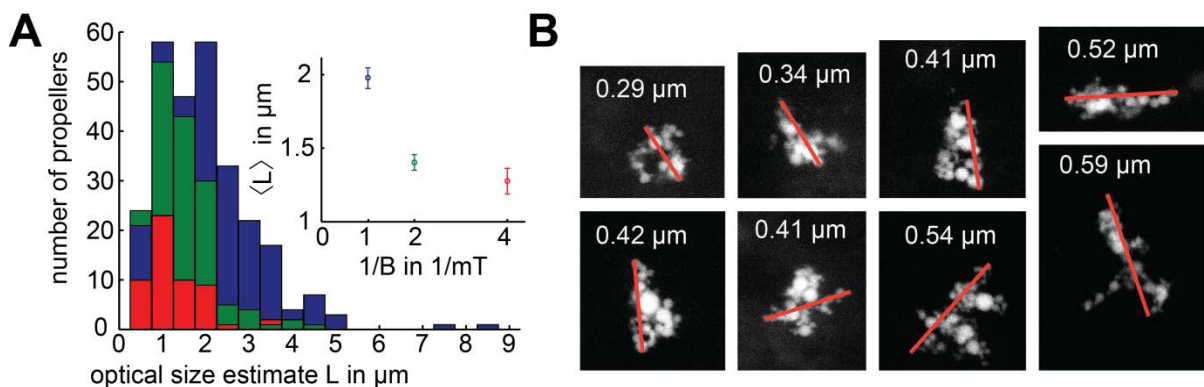 A
number of propellers
60
50
40
30
20
10
0
0 1 2 3 4 5 6 7 8 9
optical size estimate L in µm
⟨L⟩ in µm
2
1.5
1
0 1 2 3 4
1/B in 1/mT
B
0.29 µm
0.34 µm
0.41 µm
0.52 µm
0.59 µm
0.42 µm
0.41 µm
0.54 µm